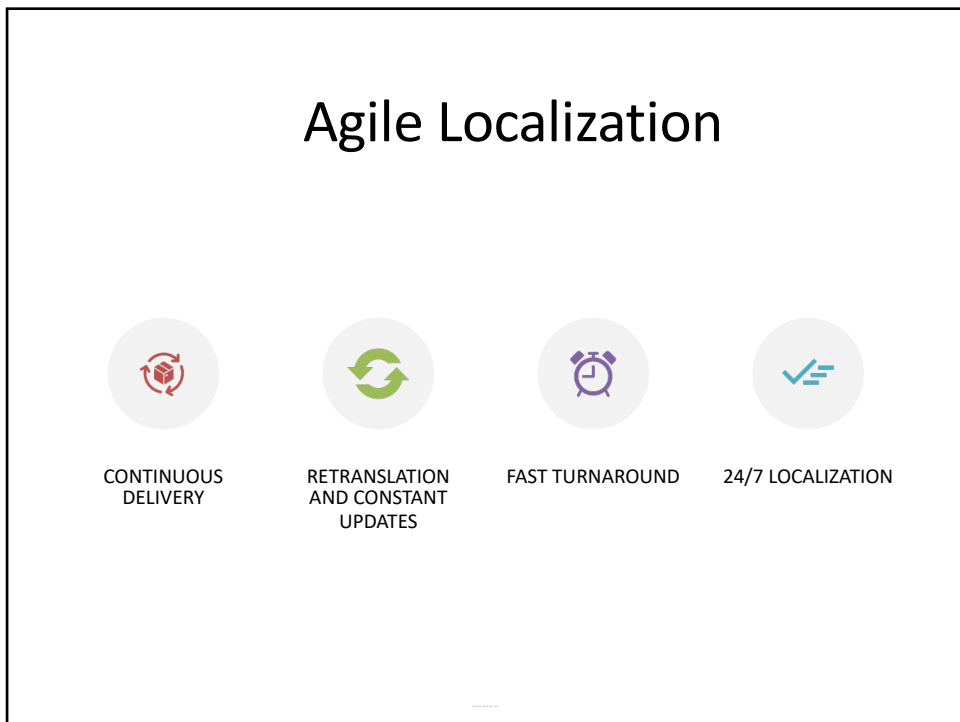 Agile Localization
CONTINUOUS
DELIVERY
RETRANSLATION
AND CONSTANT
UPDATES
FAST TURNAROUND
24/7 LOCALIZATION